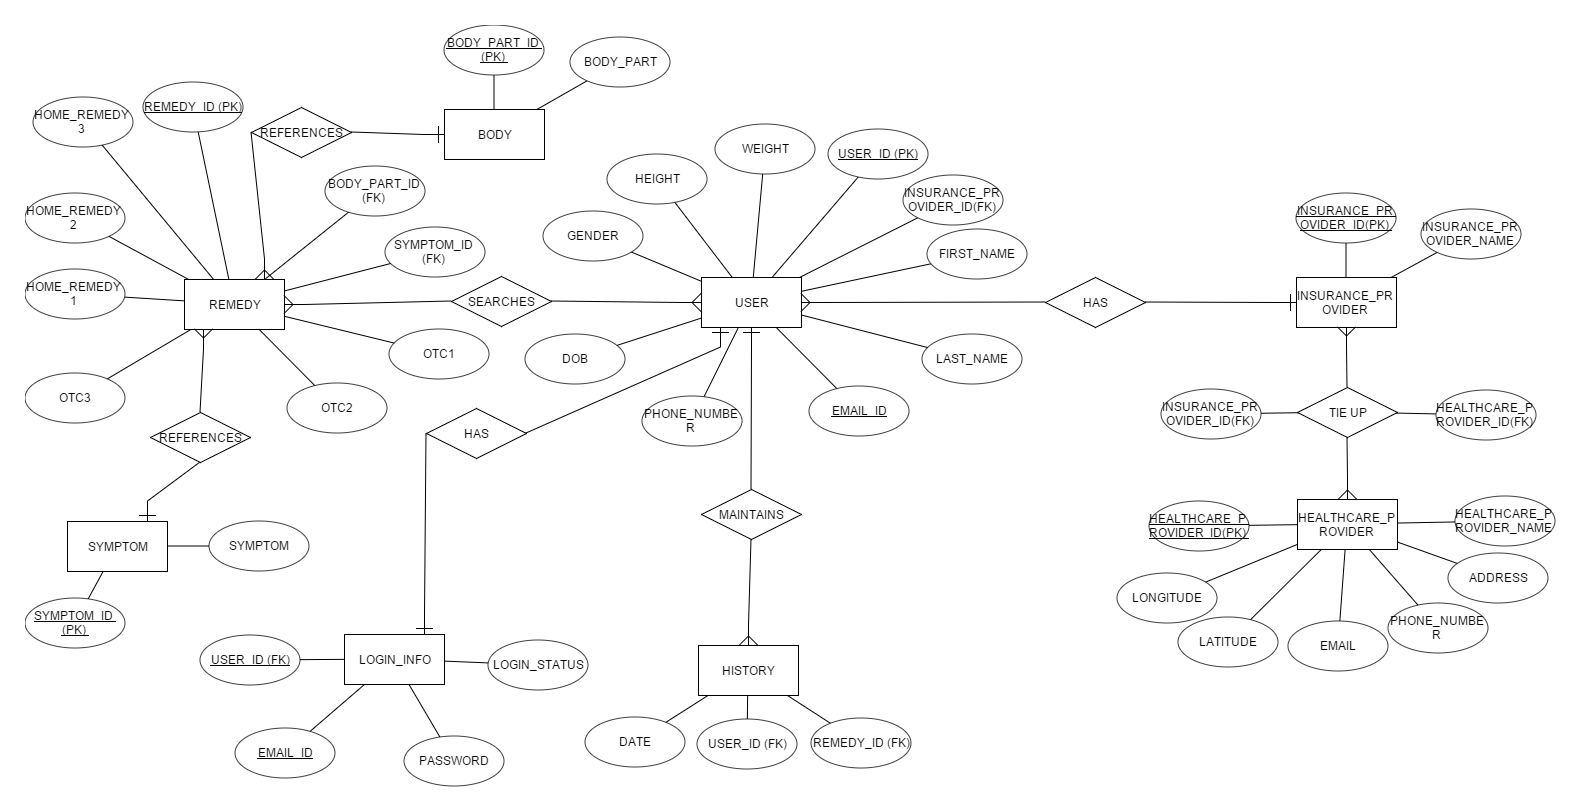 BODY_PART_ID
(PK)
BODY_PART
HOME_REMEDY
3
REMEDY_ID (PK)
REFERENCES
BODY
WEIGHT
USER_ID (PK)
HEIGHT
BODY_PART_ID
(FK)
INSURANCE_PR
OVIDER_ID(FK)
HOME_REMEDY
2
GENDER
SYMPTOM_ID
(FK)
FIRST_NAME
INSURANCE_PR
OVIDER_ID(PK)
INSURANCE_PR
OVIDER_NAME
HOME_REMEDY
1
REMEDY
SEARCHES
USER
HAS
INSURANCE_PR
OVIDER
OTC1
DOB
LAST_NAME
OTC3
OTC2
PHONE_NUMBE
R
EMAIL_ID
INSURANCE_PR
OVIDER_ID(FK)
TIE UP
HEALTHCARE_P
ROVIDER_ID(FK)
REFERENCES
HAS
MAINTAINS
HEALTHCARE_P
ROVIDER_ID(PK)
HEALTHCARE_P
ROVIDER
HEALTHCARE_P
ROVIDER_NAME
SYMPTOM
SYMPTOM
ADDRESS
LONGITUDE
SYMPTOM_ID
(PK)
LATITUDE
EMAIL
PHONE_NUMBE
R
USER_ID (FK)
LOGIN_INFO
LOGIN_STATUS
HISTORY
EMAIL_ID
PASSWORD
DATE
USER_ID (FK)
REMEDY_ID (FK)